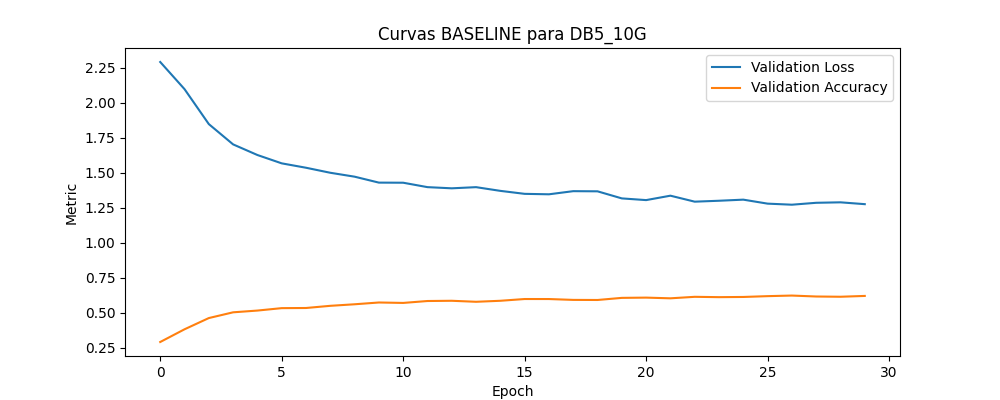 Curvas BASELINE para DB5_10G
Validation Loss
Validation Accuracy
Metric
2.25
2.00
1.75
1.50
1.25
1.00
0.75
0.50
0.25
0 5 10 15 20 25 30
Epoch